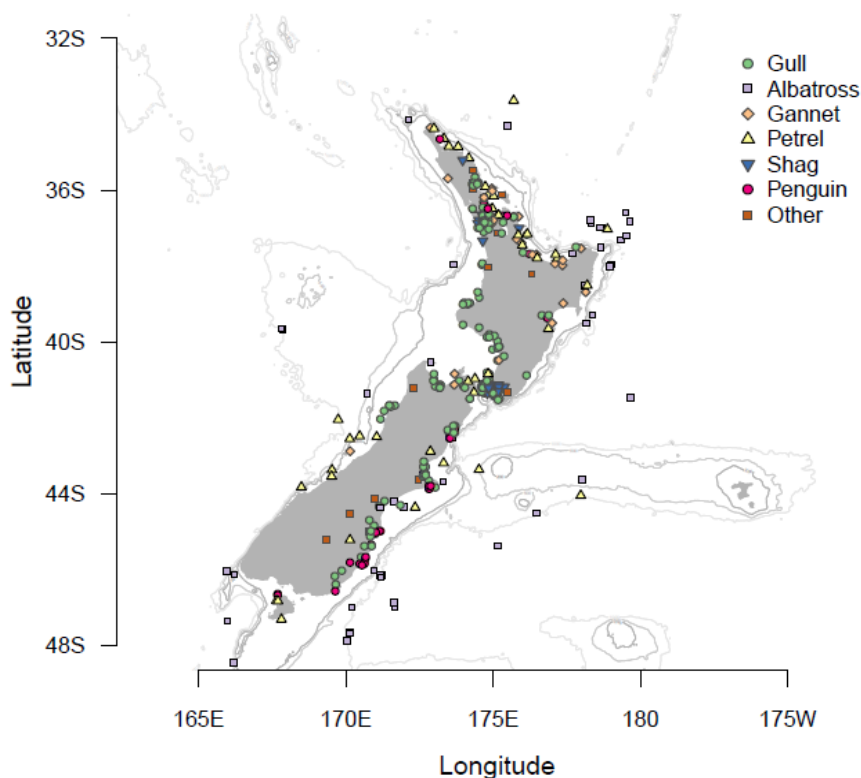 32S
36S
40S
44S
48S
Latitude
Gull
Albatross
Gannet
Petrel
Shag
Penguin
Other
165E
170E
175E
180
175W
Longitude